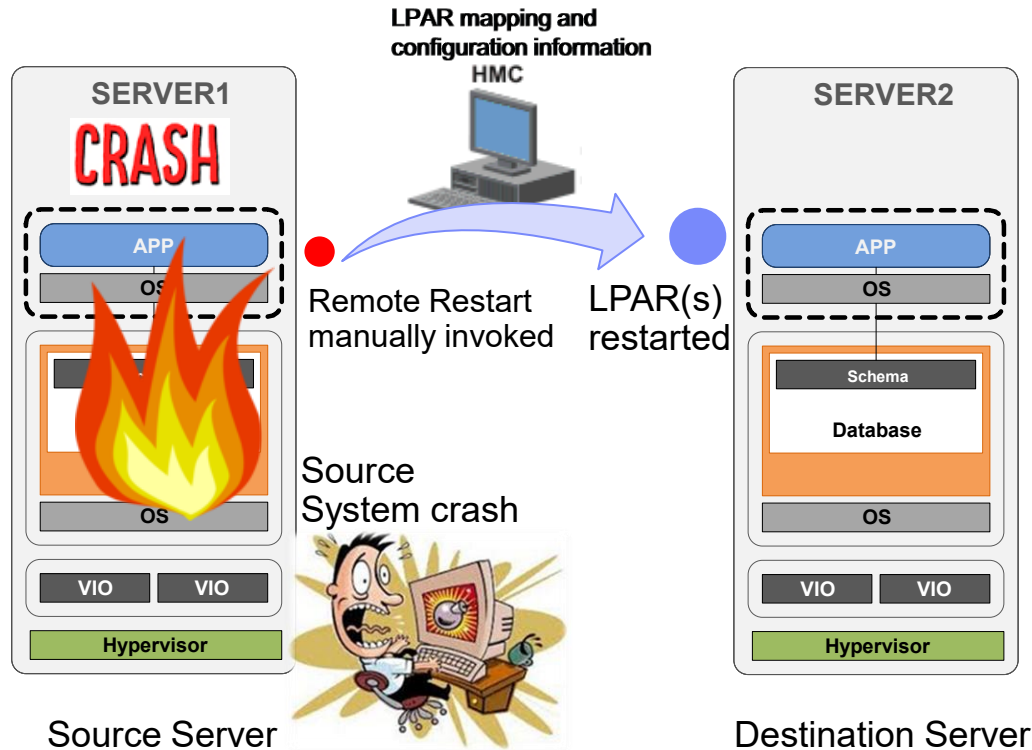 LPAR mapping and
configuration information
HMC
SERVER1
CRASH
APP
OS
OS
VIO
VIO
Hypervisor
Source Server
Remote Restart
manually invoked
LPAR(s)
restarted
Source
System crash
SERVER2
APP
OS
Schema
Database
OS
VIO
VIO
Hypervisor
Destination Server